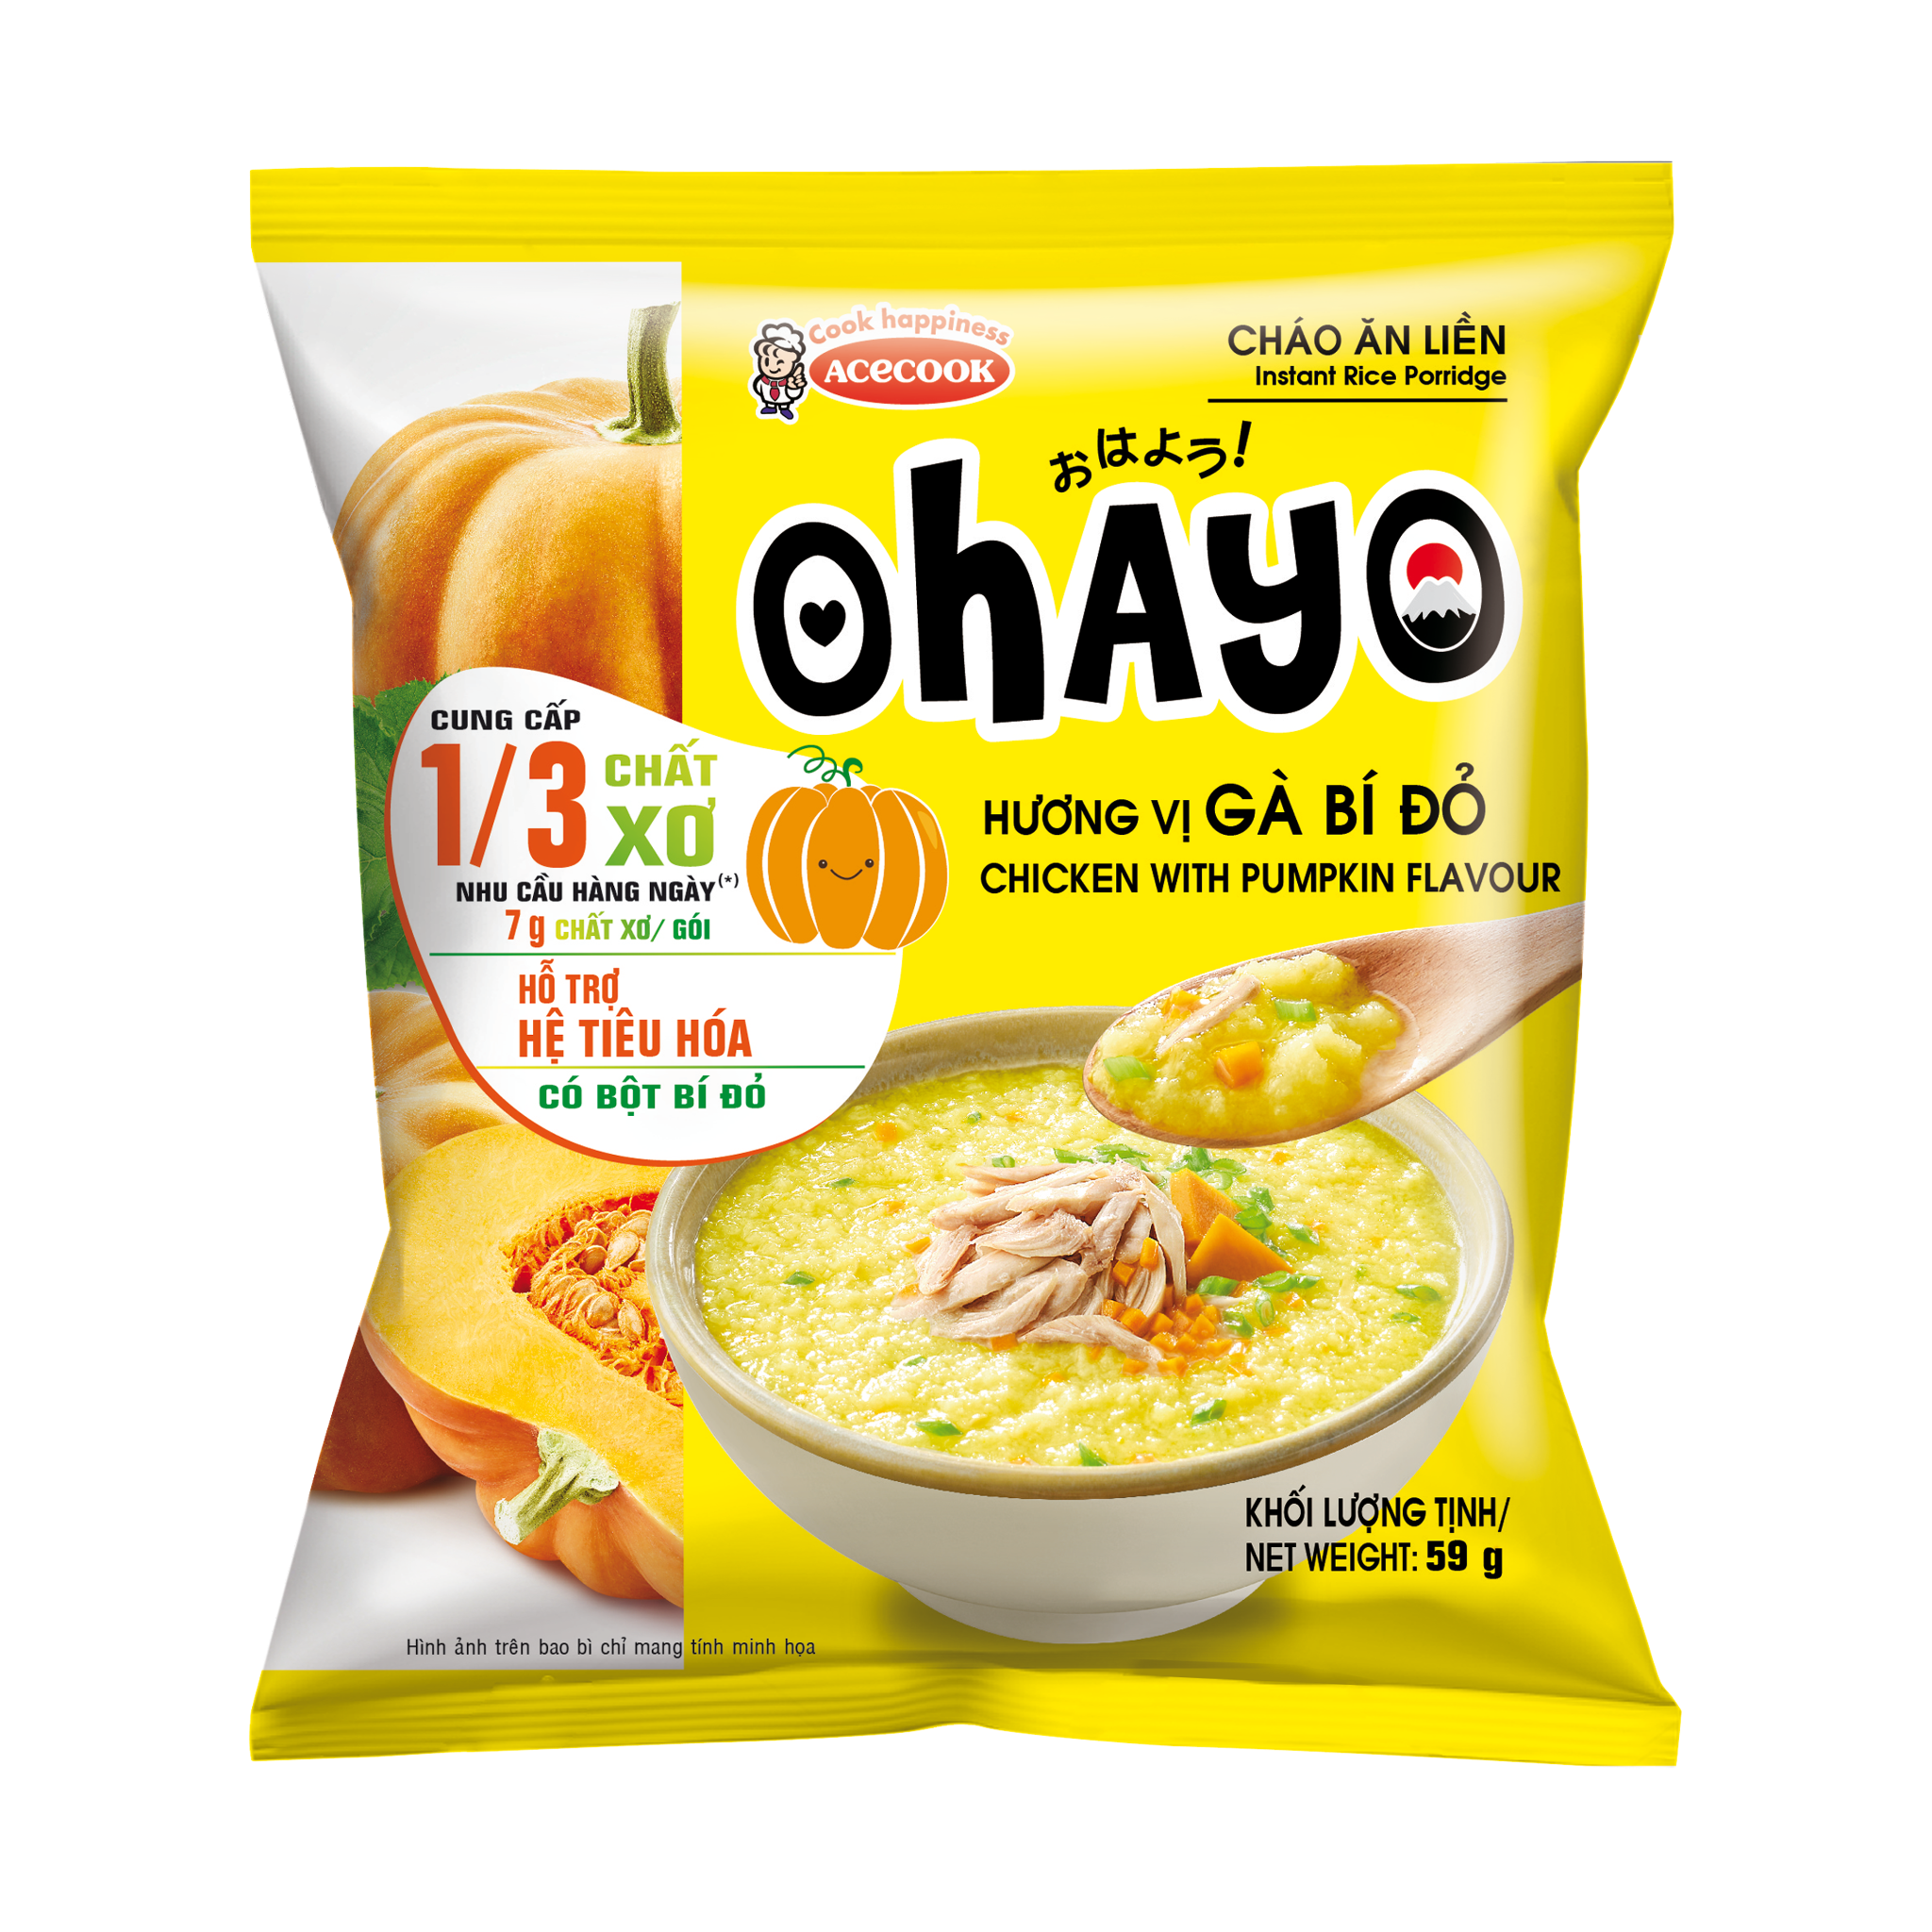 Cook happiness
ACECOOK
CHÁO ĂN LIỀN
Instant Rice Porridge
おはよう!
OhAyO
HƯƠNG VỊ GÀ BÍ ĐỎ
CHICKEN WITH PUMPKIN FLAVOUR
CUNG CẤP
1/3 CHẤT XƠ
NHU CẦU HÀNG NGÀY(*)
7 g CHẤT XƠ/ GÓI
HỖ TRỢ
HỆ TIÊU HÓA
CÓ BỘT BÍ ĐỎ
KHỐI LƯỢNG TỊNH/
NET WEIGHT: 59 g
Hình ảnh trên bao bì chỉ mang tính minh họa